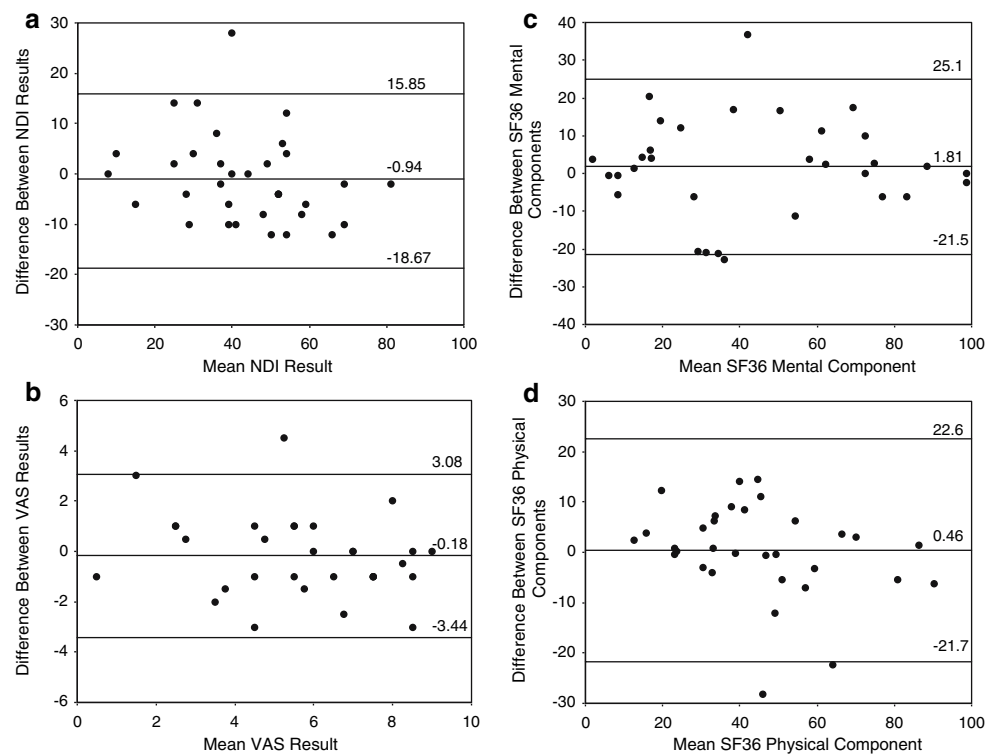 a
Difference Between NDI Results
30
20
10
0
-10
-20
-30
15.85
-0.94
-18.67
0 20 40 60 80 100
Mean NDI Result
c
Difference Between SF36 Mental
Components
40
30
20
10
0
-10
-20
-30
-40
25.1
1.81
-21.5
0 20 40 60 80 100
Mean SF36 Mental Component
b
Difference Between VAS Results
6
4
2
0
-2
-4
-6
3.08
-0.18
-3.44
0 2 4 6 8 10
Mean VAS Result
d
Difference Between SF36 Physical
Components
30
20
10
0
-10
-20
-30
22.6
0.46
-21.7
0 20 40 60 80 100
Mean SF36 Physical Component